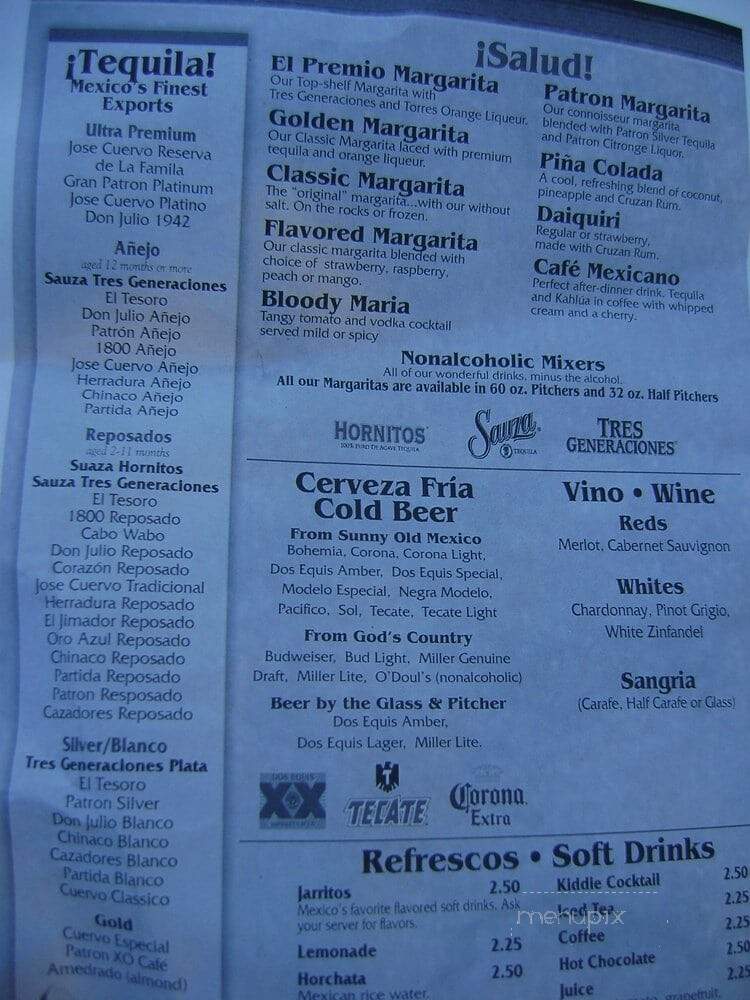 ¡Tequila!
Mexico's Finest
Exports
Ultra Premium
Jose Cuervo Reserva
de La Famila
Gran Patron Platinum
Jose Cuervo Platino
Don Julio 1942
Añejo
aged 12 months or more
Sauza Tres Generaciones
El Tesoro
Don Julio Añejo
Patrón Añejo
1800 Añejo
Jose Cuervo Añejo
Herradura Añejo
Chinaco Añejo
Partida Añejo
Reposados
aged 2-11 months
Suaza Hornitos
Sauza Tres Generaciones
El Tesoro
1800 Reposado
Cabo Wabo
Don Julio Reposado
Corazón Reposado
Jose Cuervo Tradicional
Herradura Reposado
El Jimador Reposado
Oro Azul Reposado
Chinaco Reposado
Partida Reposado
Patron Resposado
Cazadores Reposado
Silver/Blanco
Tres Generaciones Plata
El Tesoro
Patron Silver
Don Julio Blanco
Chinaco Blanco
Cazadores Blanco
Partida Blanco
Cuervo Classico
Gold
Cuervo Especial
Patron XO Café
Amedrado (almond)
¡Salud!
El Premio Margarita
Our Top-shelf Margarita with
Tres Generaciones and Torres Orange Liqueur.
Golden Margarita
Our Classic Margarita laced with premium
tequila and orange liqueur.
Classic Margarita
The "original" margarita...with our without
salt. On the rocks or frozen.
Flavored Margarita
Our classic margarita blended with
choice of strawberry, raspberry,
peach or mango.
Bloody Maria
Tangy tomato and vodka cocktail
served mild or spicy
Patron Margarita
Our connoisseur margarita
blended with Patron Silver Tequila
and Patron Citronge Liquor.
Piña Colada
A cool, refreshing blend of coconut,
pineapple and Cruzan Rum.
Daiquiri
Regular or strawberry,
made with Cruzan Rum.
Café Mexicano
Perfect after-dinner drink. Tequila
and Kahlúa in coffee with whipped
cream and a cherry.
Nonalcoholic Mixers
All of our wonderful drinks, minus the alcohol.
All our Margaritas are available in 60 oz. Pitchers and 32 oz. Half Pitchers
HORNITOS
100% PURO DE AGAVE TEQUILA
Sauza
TEQUILA
TRES
GENERACIONES
Cerveza Fría
Cold Beer
From Sunny Old Mexico
Bohemia, Corona, Corona Light,
Dos Equis Amber, Dos Equis Special,
Modelo Especial, Negra Modelo,
Pacifico, Sol, Tecate, Tecate Light
From God's Country
Budweiser, Bud Light, Miller Genuine
Draft, Miller Lite, O'Doul's (nonalcoholic)
Beer by the Glass & Pitcher
Dos Equis Amber,
Dos Equis Lager, Miller Lite.
DOS EQUIS
XX
TECATE
Corona
Extra
Vino • Wine
Reds
Merlot, Cabernet Sauvignon
Whites
Chardonnay, Pinot Grigio,
White Zinfandel
Sangria
(Carafe, Half Carafe or Glass)
Refrescos • Soft Drinks
Jarritos 2.50
Mexico's favorite flavored soft drinks. Ask
your server for flavors.
Lemonade 2.25
Horchata 2.50
Mexican rice water.
Kiddie Cocktail 2.50
Iced Tea 2.25
Coffee 2.25
Hot Chocolate 2.50
Juice 2.25
grapefruit,
menupix